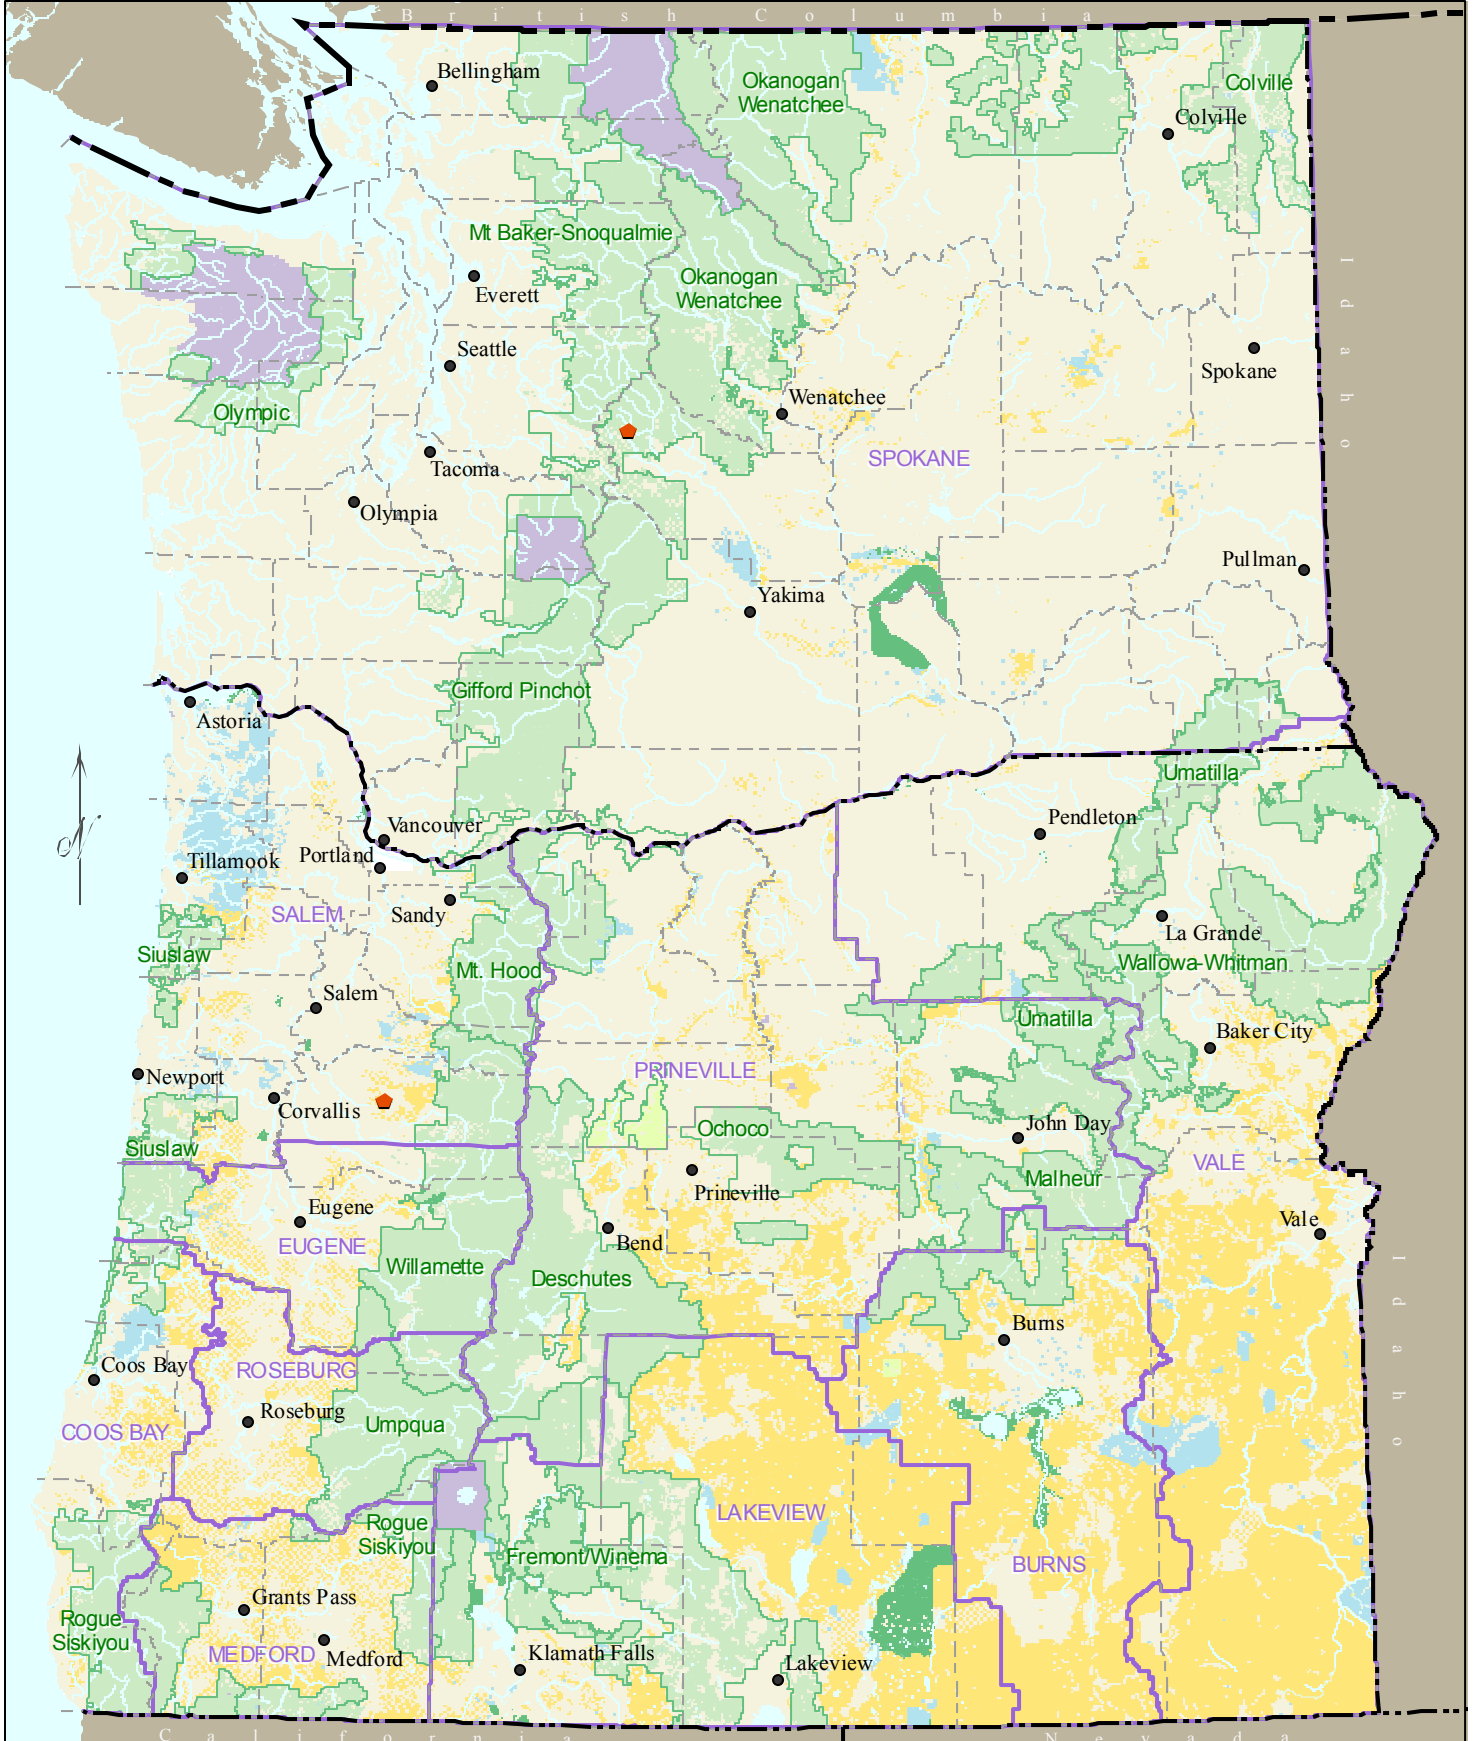 British Columbia
Bellingham
Okanogan
Wenatchee
Colville
Colville
Mt Baker-Snoqualmie
Okanogan
Wenatchee
Everett
Idaho
Seattle
Spokane
Wenatchee
Olympic
SPOKANE
Tacoma
Olympia
Pullman
Yakima
Gifford Pinchot
Astoria
Umatilla
Vancouver
Pendleton
Portland
Tillamook
N
SALEM
Sandy
La Grande
Siuslaw
Mt. Hood
Wallowa-Whitman
Salem
Umatilla
Baker City
Newport
PRINEVILLE
Corvallis
Ochoco
John Day
Siuslaw
VALE
Malheur
Prineville
Eugene
Vale
EUGENE
Bend
Willamette
Deschutes
Idaho
Burns
Coos Bay
ROSEBURG
Roseburg
Umpqua
COOS BAY
LAKEVIEW
Rogue
Siskiyou
Fremont/Winema
BURNS
Grants Pass
Rogue
Siskiyou
MEDFORD
Medford
Klamath Falls
Lakeview
California
Nevada